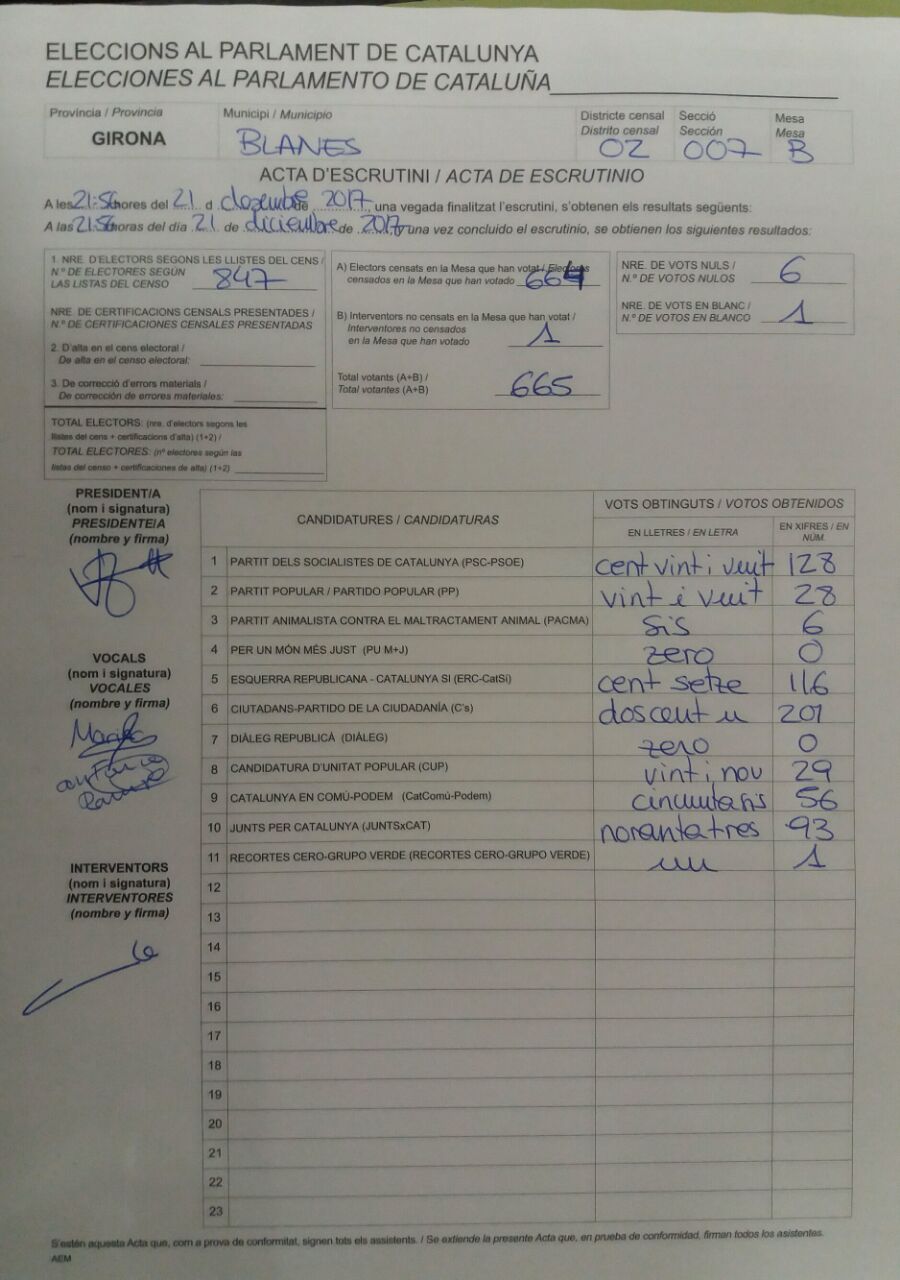 ELECCIONS AL PARLAMENT DE CATALUNYA
ELECCIONES AL PARLAMENTO DE CATALUÑA
Província / Provincia
GIRONA
Municipi / Municipio
BLANES
Districte censal
Distrito censal
02
Secció
Sección
007
Mesa
Mesa
B
ACTA D'ESCRUTINI / ACTA DE ESCRUTINIO
A les 21:56 hores del 21 d dezembre de 2017, una vegada finalitzat l'escrutini, s'obtenen els resultats següents:
A las 21:56 horas del día 21 de diciembre de 2017 una vez concluido el escrutinio, se obtienen los siguientes resultados:
1. NRE. D'ELECTORS SEGONS LES LLISTES DEL CENS /
N.º DE ELECTORES SEGÚN
LAS LISTAS DEL CENSO 847
NRE. DE CERTIFICACIONS CENSALS PRESENTADES /
N.º DE CERTIFICACIONES CENSALES PRESENTADAS
2. D'alta en el cens electoral /
De alta en el censo electoral:
3. De correcció d'errors materials /
De corrección de errores materiales:
TOTAL ELECTORS: (nre. d'electors segons les
llistes del cens + certificacions d'alta) (1+2) /
TOTAL ELECTORES: (nº electores según las
listas del censo + certificaciones de alta) (1+2)
A) Electors censats en la Mesa que han votat / Electores
censados en la Mesa que han votado 664
B) Interventors no censats en la Mesa que han votat /
Interventores no censados
en la Mesa que han votado 1
Total votants (A+B) /
Total votantes (A+B) 665
NRE. DE VOTS NULS /
N.º DE VOTOS NULOS 6
NRE. DE VOTS EN BLANC /
N.º DE VOTOS EN BLANCO 1
PRESIDENT/A
(nom i signatura)
PRESIDENTE/A
(nombre y firma)
VOCALS
(nom i signatura)
VOCALES
(nombre y firma)
INTERVENTORS
(nom i signatura)
INTERVENTORES
(nombre y firma)
CANDIDATURES / CANDIDATURAS
VOTS OBTINGUTS / VOTOS OBTENIDOS
EN LLETRES / EN LETRA
EN XIFRES / EN
NÚM.
1 PARTIT DELS SOCIALISTES DE CATALUNYA (PSC-PSOE) cent vint i vuit 128
2 PARTIT POPULAR / PARTIDO POPULAR (PP) vint i vuit 28
3 PARTIT ANIMALISTA CONTRA EL MALTRACTAMENT ANIMAL (PACMA) sis 6
4 PER UN MÓN MÉS JUST (PU M+J) zero 0
5 ESQUERRA REPUBLICANA - CATALUNYA SI (ERC-CatSí) cent setze 116
6 CIUTADANS-PARTIDO DE LA CIUDADANÍA (C's) doscent u 201
7 DIÀLEG REPUBLICÀ (DIÀLEG) zero 0
8 CANDIDATURA D'UNITAT POPULAR (CUP) vint i nou 29
9 CATALUNYA EN COMÚ-PODEM (CatComú-Podem) 56
10 JUNTS PER CATALUNYA (JUNTSxCAT) norantatres 93
11 RECORTES CERO-GRUPO VERDE (RECORTES CERO-GRUPO VERDE) un 1
12
13
14
15
16
17
18
19
20
21
22
23
S'estén aquesta Acta que, com a prova de conformitat, signen tots els assistents. / Se extiende la presente Acta que, en prueba de conformidad, firman todos los asistentes.
AEM